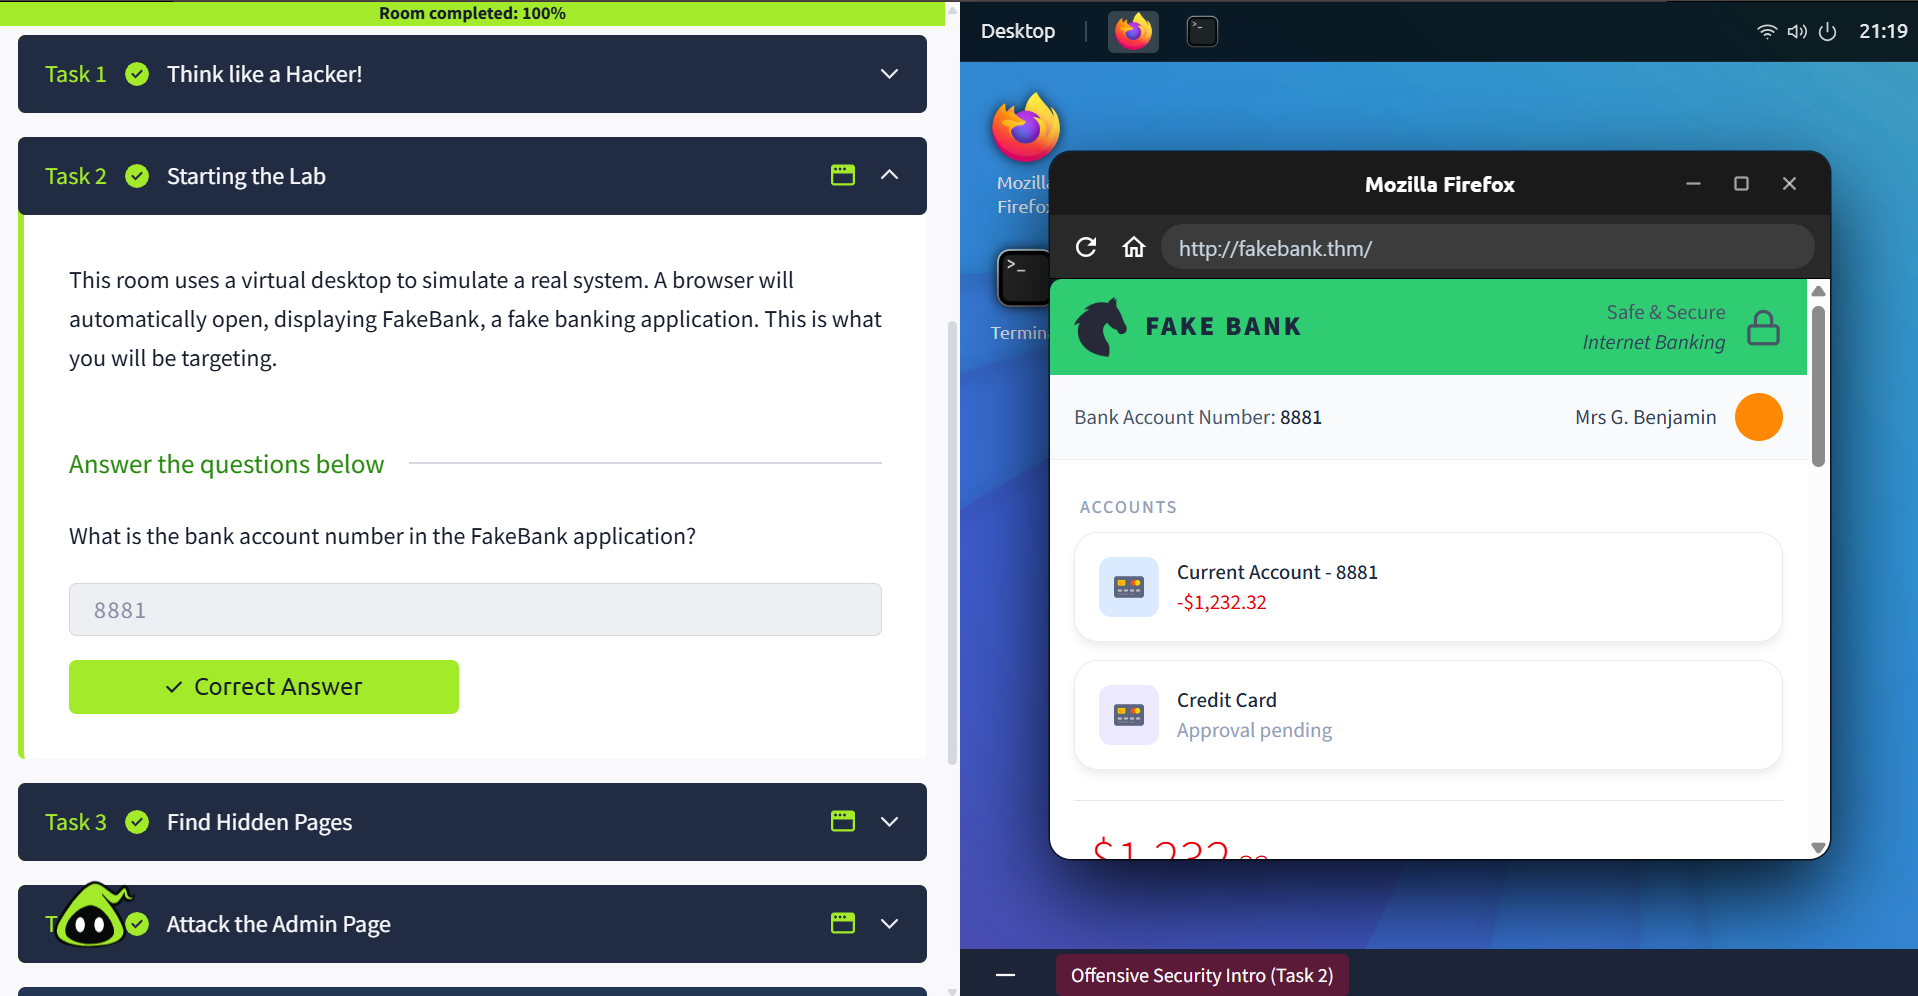 Room completed: 100%
Task 1 Think like a Hacker!
Task 2 Starting the Lab
This room uses a virtual desktop to simulate a real system. A browser will
automatically open, displaying FakeBank, a fake banking application. This is what
you will be targeting.
Answer the questions below
What is the bank account number in the FakeBank application?
8881
Correct Answer
Task 3 Find Hidden Pages
T Attack the Admin Page
Desktop
21:19
Mozilla
Firefox
>_
Termina
Mozilla Firefox
http://fakebank.thm/
FAKE BANK
Safe & Secure
Internet Banking
Bank Account Number: 8881
Mrs G. Benjamin
ACCOUNTS
Current Account - 8881
-$1,232.32
Credit Card
Approval pending
$1,232
Offensive Security Intro (Task 2)